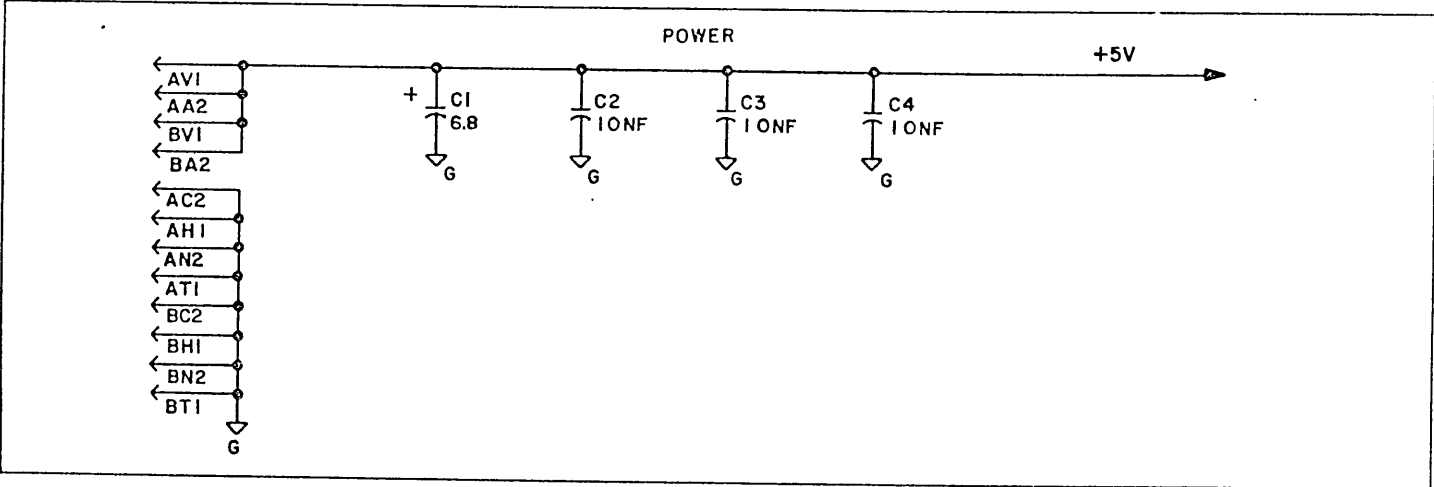 POWER
+5V
AV1
AA2
BV1
BA2
+ C1
6.8
G
C2
10NF
G
C3
10NF
G
C4
10NF
G
AC2
AH1
AN2
AT1
BC2
BH1
BN2
BT1
G